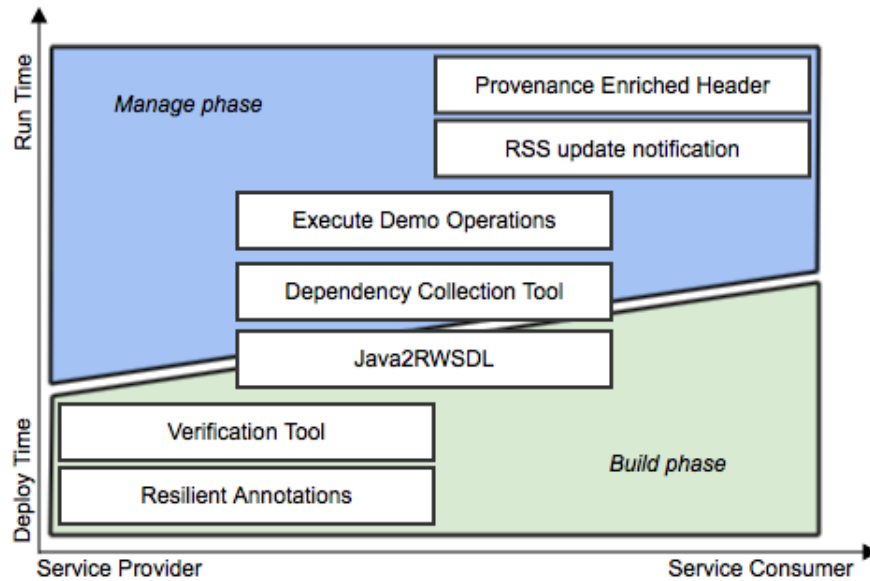 Run Time
Manage phase
Provenance Enriched Header
RSS update notification
Execute Demo Operations
Dependency Collection Tool
Java2RWSDL
Verification Tool
Build phase
Resilient Annotations
Deploy Time
Service Provider
Service Consumer